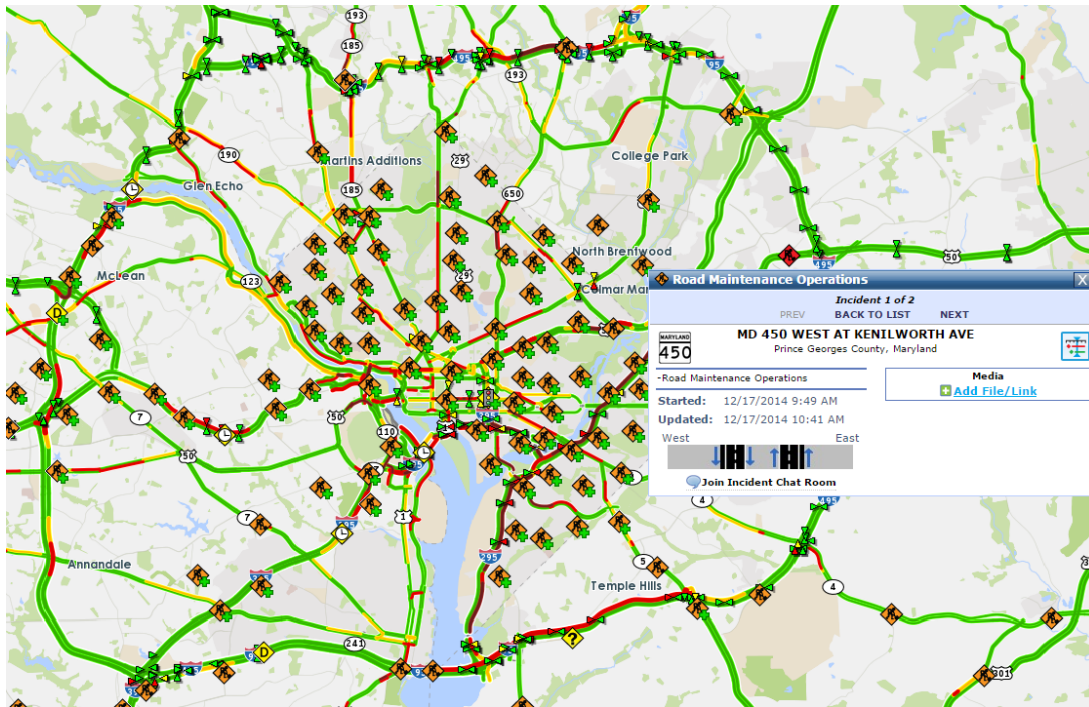 193
185
495
193
95
190
Martins Additions
29
College Park
Glen Echo
185
650
50
495
North Brentwood
McLean
123
29
Colmar Mar
Road Maintenance Operations
X
Incident 1 of 2
PREV BACK TO LIST NEXT
MARYLAND
450
MD 450 WEST AT KENILWORTH AVE
Prince Georges County, Maryland
-Road Maintenance Operations
Media
Add File/Link
Started: 12/17/2014 9:49 AM
Updated: 12/17/2014 10:41 AM
West East
Join Incident Chat Room
D
7
50
110
50
4
495
7
1
295
Annandale
5
Temple Hills
4
?
241
D
301